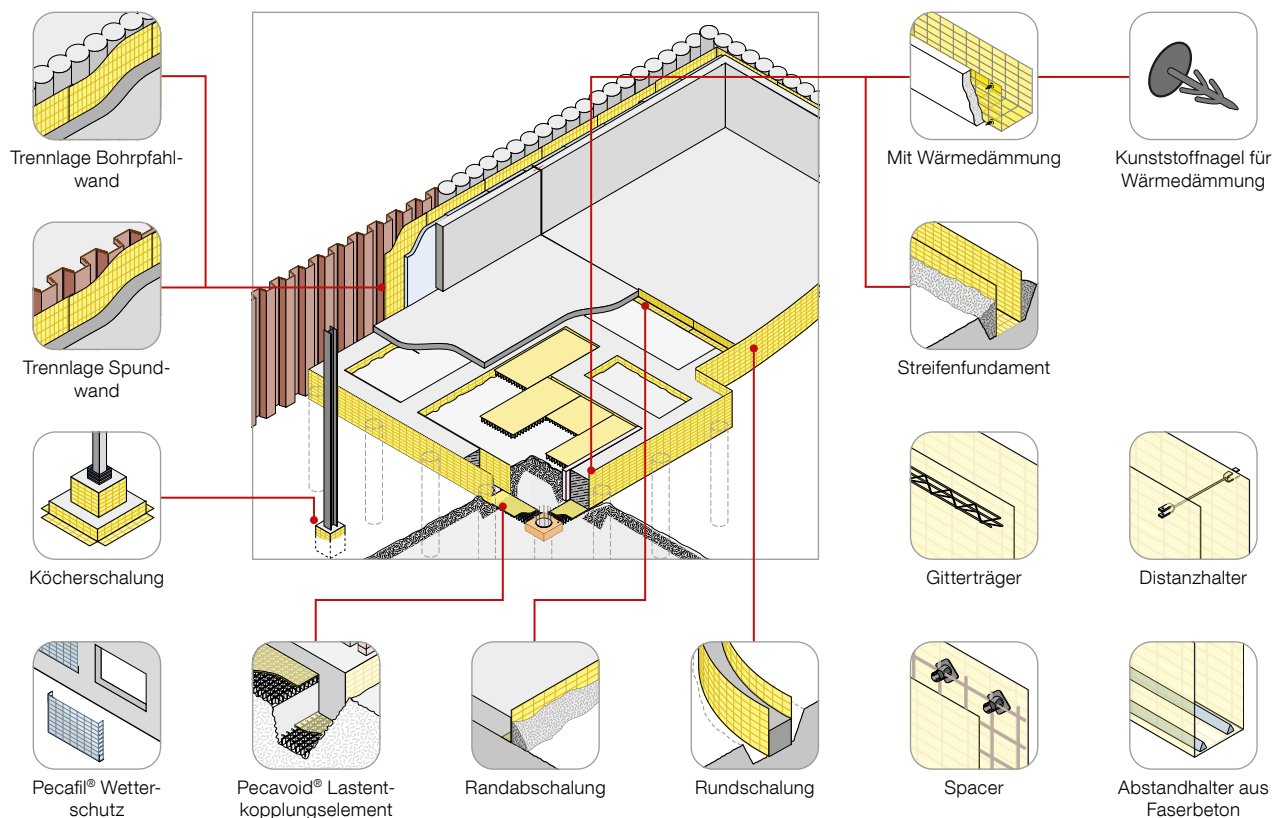 Trennlage Bohrpfahl-
wand
Mit Wärmedämmung
Kunststoffnagel für
Wärmedämmung
Trennlage Spund-
wand
Streifenfundament
Köcherschalung
Gitterträger
Distanzhalter
Pecafil® Wetter-
schutz
Pecavoid® Lastent-
kopplungselement
Randabschalung
Rundschalung
Spacer
Abstandhalter aus
Faserbeton